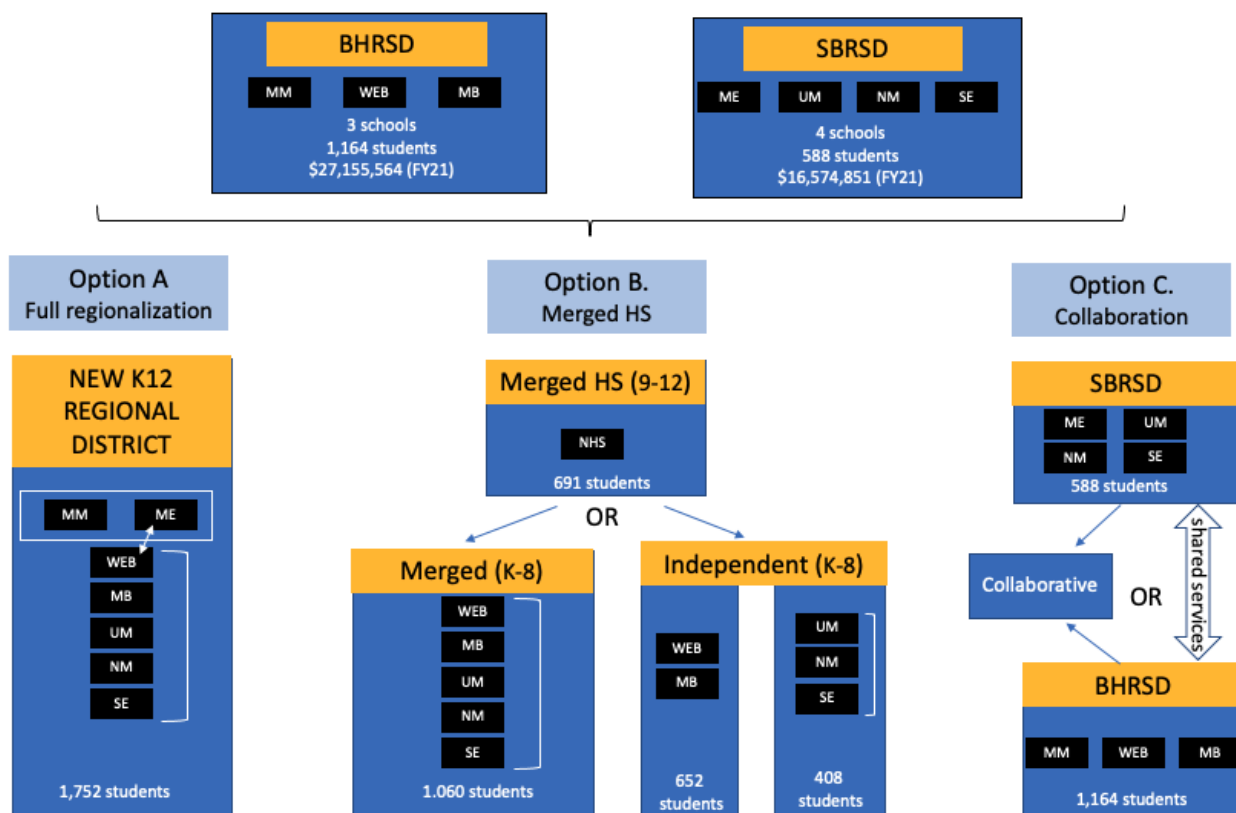 BHRSD
MM WEB MB
3 schools
1,164 students
$27,155,564 (FY21)
SBRSD
ME UM NM SE
4 schools
588 students
$16,574,851 (FY21)
Option A
Full regionalization
NEW K12
REGIONAL
DISTRICT
MM ME
WEB
MB
UM
NM
SE
1,752 students
Option B.
Merged HS
Merged HS (9-12)
NHS
691 students
OR
Merged (K-8)
WEB
MB
UM
NM
SE
1.060 students
Independent (K-8)
WEB
MB
652
students
UM
NM
SE
408
students
Option C.
Collaboration
SBRSD
ME UM
NM SE
588 students
Collaborative
OR
shared services
BHRSD
MM WEB MB
1,164 students